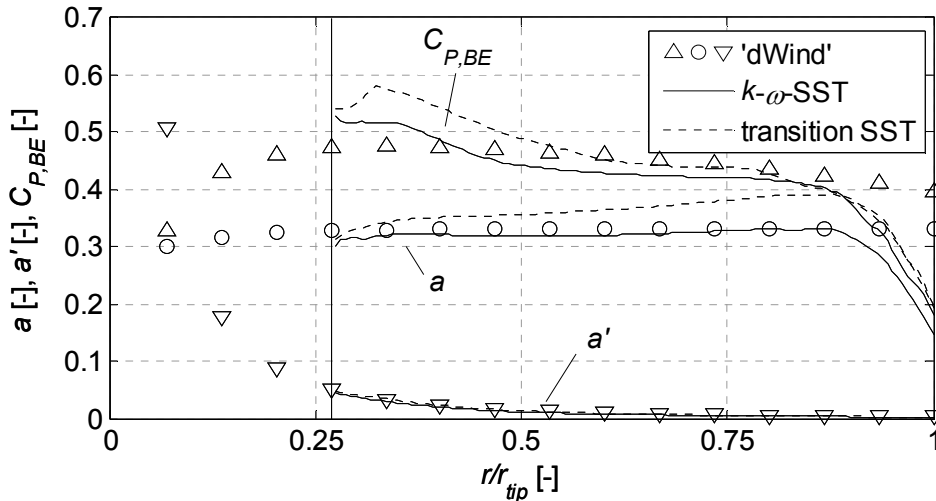 0.7
0.6
0.5
0.4
0.3
0.2
0.1
0
a [-], a' [-], C_{P,BE} [-]
C_{P,BE}
a
a'
'dWind'
k-ω-SST
transition SST
0
0.25
0.5
0.75
1
r/r_{tip} [-]